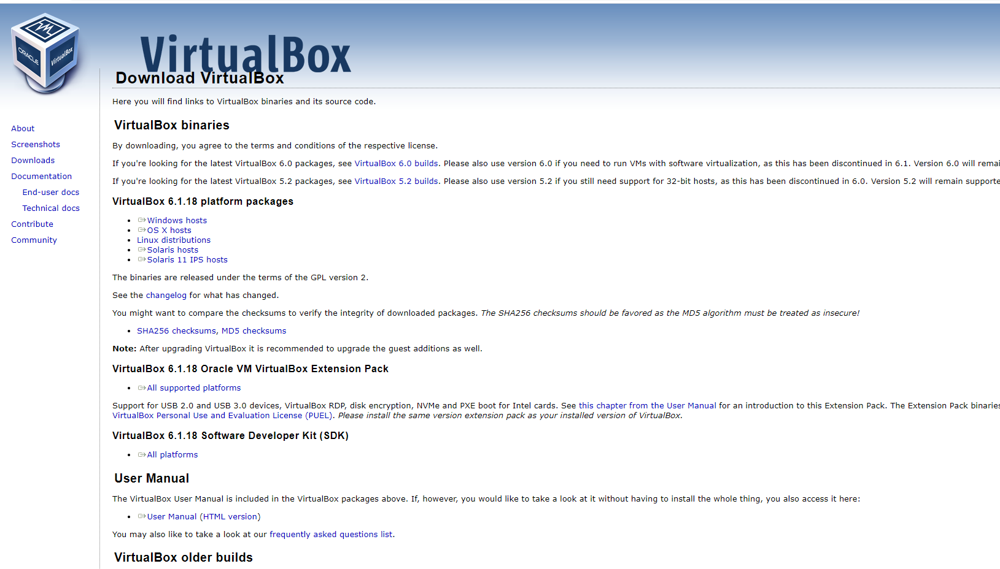 ORACLE
VirtualBox
VirtualBox
Download VirtualBox
Here you will find links to VirtualBox binaries and its source code.
About
Screenshots
Downloads
Documentation
End-user docs
Technical docs
Contribute
Community
VirtualBox binaries
By downloading, you agree to the terms and conditions of the respective license.
If you're looking for the latest VirtualBox 6.0 packages, see VirtualBox 6.0 builds. Please also use version 6.0 if you need to run VMs with software virtualization, as this has been discontinued in 6.1. Version 6.0 will remai
If you're looking for the latest VirtualBox 5.2 packages, see VirtualBox 5.2 builds. Please also use version 5.2 if you still need support for 32-bit hosts, as this has been discontinued in 6.0. Version 5.2 will remain supporte
VirtualBox 6.1.18 platform packages
Windows hosts
OS X hosts
Linux distributions
Solaris hosts
Solaris 11 IPS hosts
The binaries are released under the terms of the GPL version 2.
See the changelog for what has changed.
You might want to compare the checksums to verify the integrity of downloaded packages. The SHA256 checksums should be favored as the MD5 algorithm must be treated as insecure!
SHA256 checksums, MD5 checksums
Note: After upgrading VirtualBox it is recommended to upgrade the guest additions as well.
VirtualBox 6.1.18 Oracle VM VirtualBox Extension Pack
All supported platforms
Support for USB 2.0 and USB 3.0 devices, VirtualBox RDP, disk encryption, NVMe and PXE boot for Intel cards. See this chapter from the User Manual for an introduction to this Extension Pack. The Extension Pack binaries
VirtualBox Personal Use and Evaluation License (PUEL). Please install the same version extension pack as your installed version of VirtualBox.
VirtualBox 6.1.18 Software Developer Kit (SDK)
All platforms
User Manual
The VirtualBox User Manual is included in the VirtualBox packages above. If, however, you would like to take a look at it without having to install the whole thing, you also access it here:
User Manual (HTML version)
You may also like to take a look at our frequently asked questions list.
VirtualBox older builds